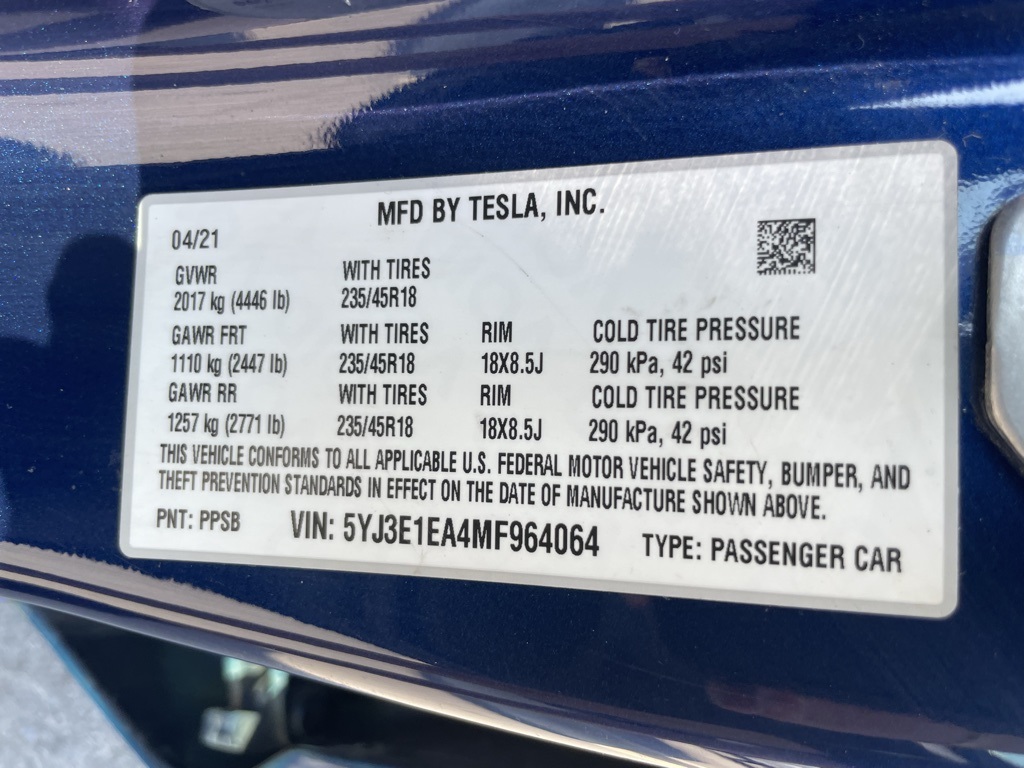 MFD BY TESLA, INC.
04/21
GVWR WITH TIRES
2017 kg (4446 lb) 235/45R18
GAWR FRT WITH TIRES RIM COLD TIRE PRESSURE
1110 kg (2447 lb) 235/45R18 18X8.5J 290 kPa, 42 psi
GAWR RR WITH TIRES RIM COLD TIRE PRESSURE
1257 kg (2771 lb) 235/45R18 18X8.5J 290 kPa, 42 psi
THIS VEHICLE CONFORMS TO ALL APPLICABLE U.S. FEDERAL MOTOR VEHICLE SAFETY, BUMPER, AND
THEFT PREVENTION STANDARDS IN EFFECT ON THE DATE OF MANUFACTURE SHOWN ABOVE.
PNT: PPSB VIN: 5YJ3E1EA4MF964064 TYPE: PASSENGER CAR